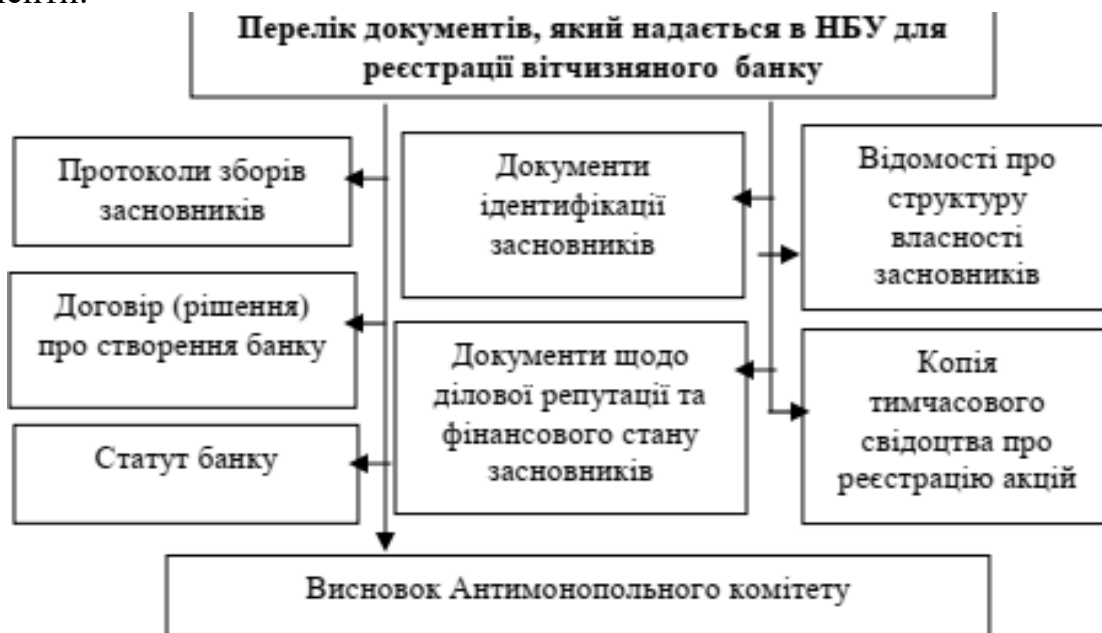 Перелік документів, який надається в НБУ для
реєстрації вітчизняного банку
Протоколи зборів
засновників
Договір (рішення)
про створення банку
Статут банку
Документи
ідентифікації
засновників
Документи щодо
ділової репутації та
фінансового стану
засновників
Відомості про
структуру
власності
засновників
Копія
тимчасового
свідоцтва про
реєстрацію акцій
Висновок Антимонопольного комітету